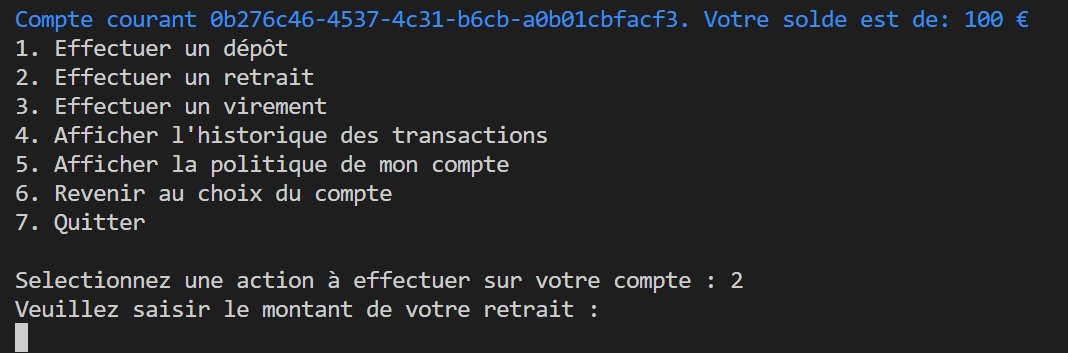 Compte courant 0b276c46-4537-4c31-b6cb-a0b01cbfacf3. Votre solde est de: 100 €
1. Effectuer un dépôt
2. Effectuer un retrait
3. Effectuer un virement
4. Afficher l'historique des transactions
5. Afficher la politique de mon compte
6. Revenir au choix du compte
7. Quitter
Selectionnez une action à effectuer sur votre compte : 2
Veuillez saisir le montant de votre retrait :